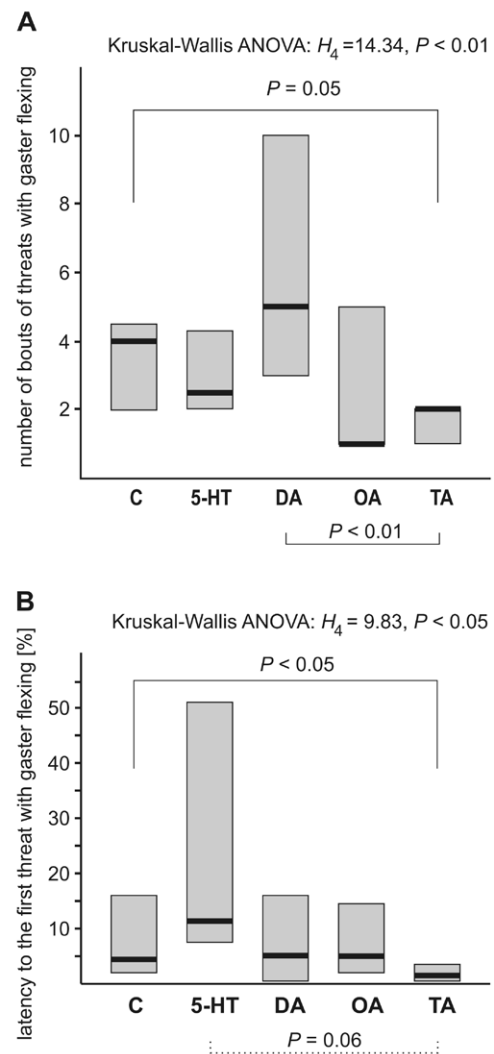 A
Kruskal-Wallis ANOVA: H4 =14.34, P < 0.01
P = 0.05
number of bouts of threats with gaster flexing
10
8
6
4
2
C 5-HT DA OA TA
P < 0.01
B
Kruskal-Wallis ANOVA: H4 = 9.83, P < 0.05
P < 0.05
latency to the first threat with gaster flexing [%]
50
40
30
20
10
C 5-HT DA OA TA
P = 0.06